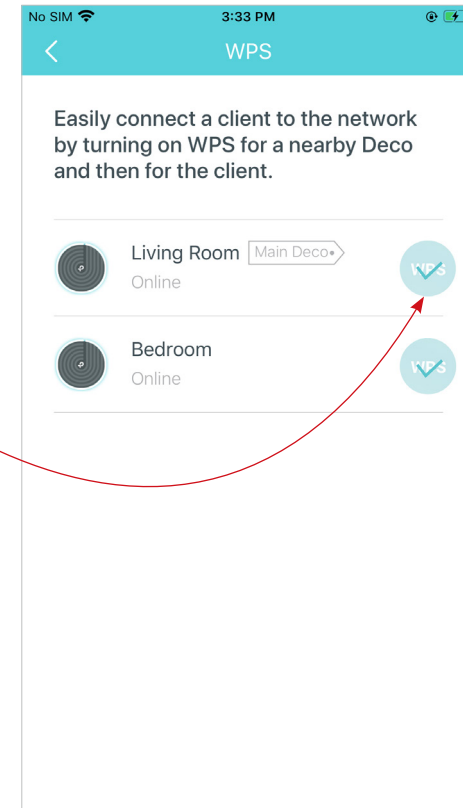 No SIM 3:33 PM
WPS
Easily connect a client to the network
by turning on WPS for a nearby Deco
and then for the client.
Living Room Main Deco
WPS
Online
Bedroom
WPS
Online